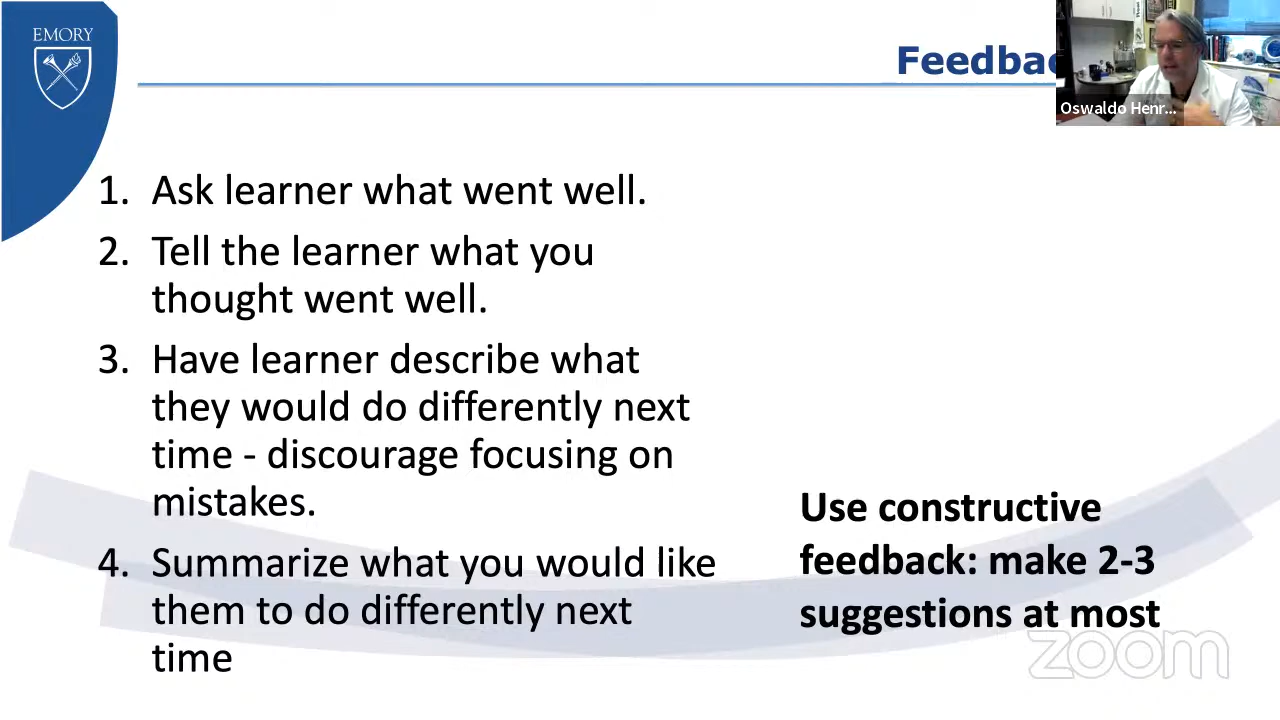 EMORY
Feedbac
Oswaldo Henr...
1. Ask learner what went well.
2. Tell the learner what you
thought went well.
3. Have learner describe what
they would do differently next
time - discourage focusing on
mistakes.
4. Summarize what you would like
them to do differently next
time
Use constructive
feedback: make 2-3
suggestions at most
zoom